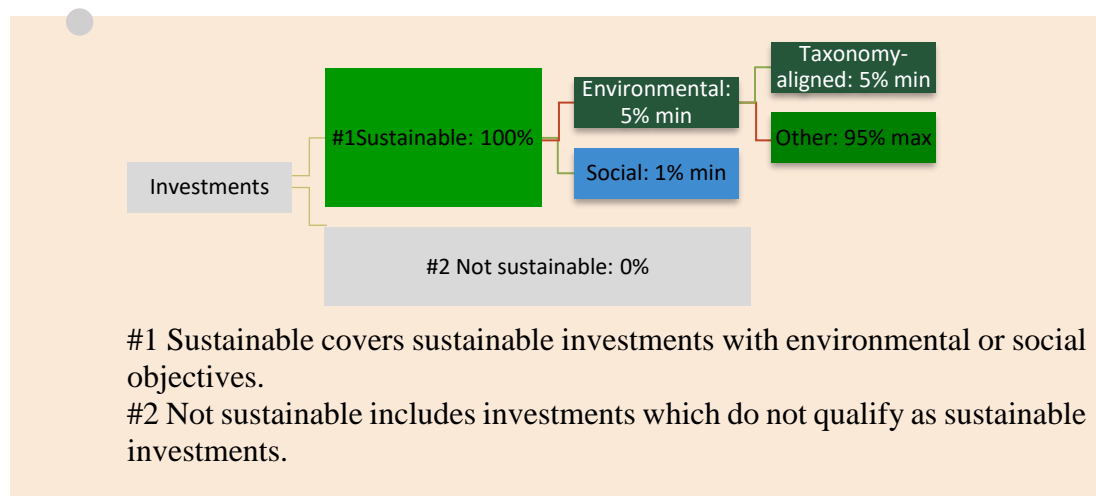 Investments
#1Sustainable: 100%
Environmental:
5% min
Taxonomy-
aligned: 5% min
Other: 95% max
Social: 1% min
#2 Not sustainable: 0%
#1 Sustainable covers sustainable investments with environmental or social
objectives.
#2 Not sustainable includes investments which do not qualify as sustainable
investments.